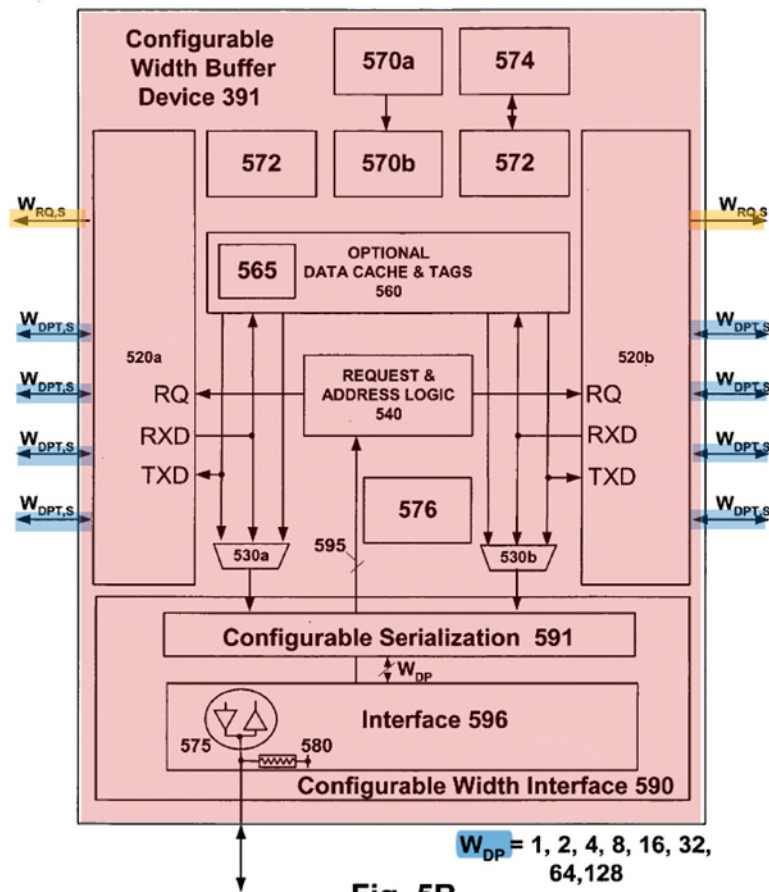 Configurable
Width Buffer
Device 391
570a
574
572
570b
572
W_RQ,S
W_RQ,S
565
OPTIONAL
DATA CACHE & TAGS
560
W_DPT,S
W_DPT,S
520a
520b
REQUEST &
ADDRESS LOGIC
540
W_DPT,S
W_DPT,S
RQ
RQ
RXD
RXD
W_DPT,S
W_DPT,S
TXD
TXD
576
W_DPT,S
W_DPT,S
530a
595
530b
Configurable Serialization 591
W_DP
Interface 596
575
580
Configurable Width Interface 590
W_DP = 1, 2, 4, 8, 16, 32,
64,128